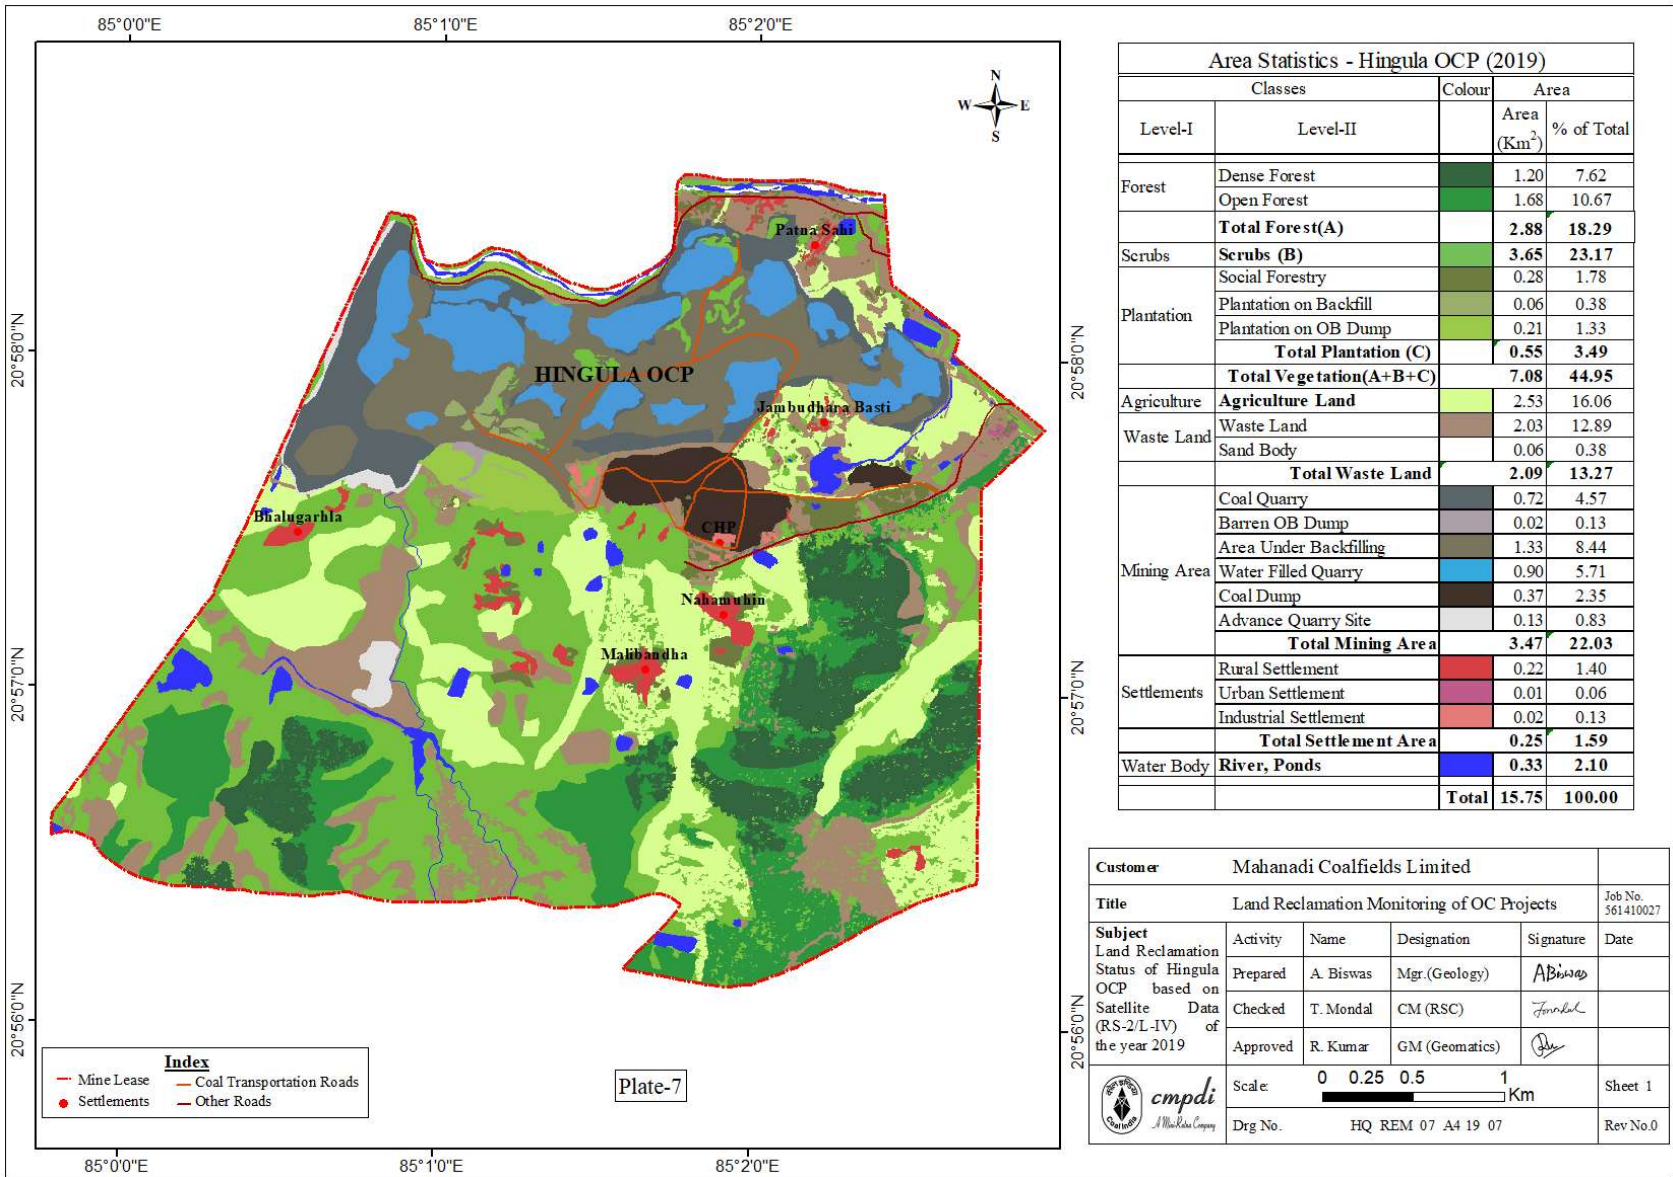 85°0'0"E 85°1'0"E 85°2'0"E
N
W E
S
20°58'0"N
20°57'0"N
20°56'0"N
20°58'0"N
20°57'0"N
20°56'0"N
Patna Sahi
HINGULA OCP
Jambudhara Basti
Bhalugarhla
CHP
Nahamuhin
Malibandha
Index
Mine Lease Coal Transportation Roads
Settlements Other Roads
Plate-7
85°0'0"E 85°1'0"E 85°2'0"E
Area Statistics - Hingula OCP (2019)
Classes Colour Area
Level-I Level-II Area (Km²) % of Total
Forest
Dense Forest 1.20 7.62
Open Forest 1.68 10.67
Total Forest(A) 2.88 18.29
Scrubs Scrubs (B) 3.65 23.17
Plantation
Social Forestry 0.28 1.78
Plantation on Backfill 0.06 0.38
Plantation on OB Dump 0.21 1.33
Total Plantation (C) 0.55 3.49
Total Vegetation(A+B+C) 7.08 44.95
Agriculture Agriculture Land 2.53 16.06
Waste Land
Waste Land 2.03 12.89
Sand Body 0.06 0.38
Total Waste Land 2.09 13.27
Mining Area
Coal Quarry 0.72 4.57
Barren OB Dump 0.02 0.13
Area Under Backfilling 1.33 8.44
Water Filled Quarry 0.90 5.71
Coal Dump 0.37 2.35
Advance Quarry Site 0.13 0.83
Total Mining Area 3.47 22.03
Settlements
Rural Settlement 0.22 1.40
Urban Settlement 0.01 0.06
Industrial Settlement 0.02 0.13
Total Settlement Area 0.25 1.59
Water Body River, Ponds 0.33 2.10
Total 15.75 100.00
Customer Mahanadi Coalfields Limited
Title Land Reclamation Monitoring of OC Projects
Job No.
561410027
Subject
Land Reclamation
Status of Hingula
OCP based on
Satellite Data
(RS-2/L-IV) of
the year 2019
Activity Name Designation Signature Date
Prepared A. Biswas Mgr.(Geology) ABiswas
Checked T. Mondal CM (RSC)
Approved R. Kumar GM (Geomatics)
Coal India
cmpdi
A Mini Ratna Company
Scale: 0 0.25 0.5 1 Km
Sheet 1
Drg No. HQ REM 07 A4 19 07
Rev No.0